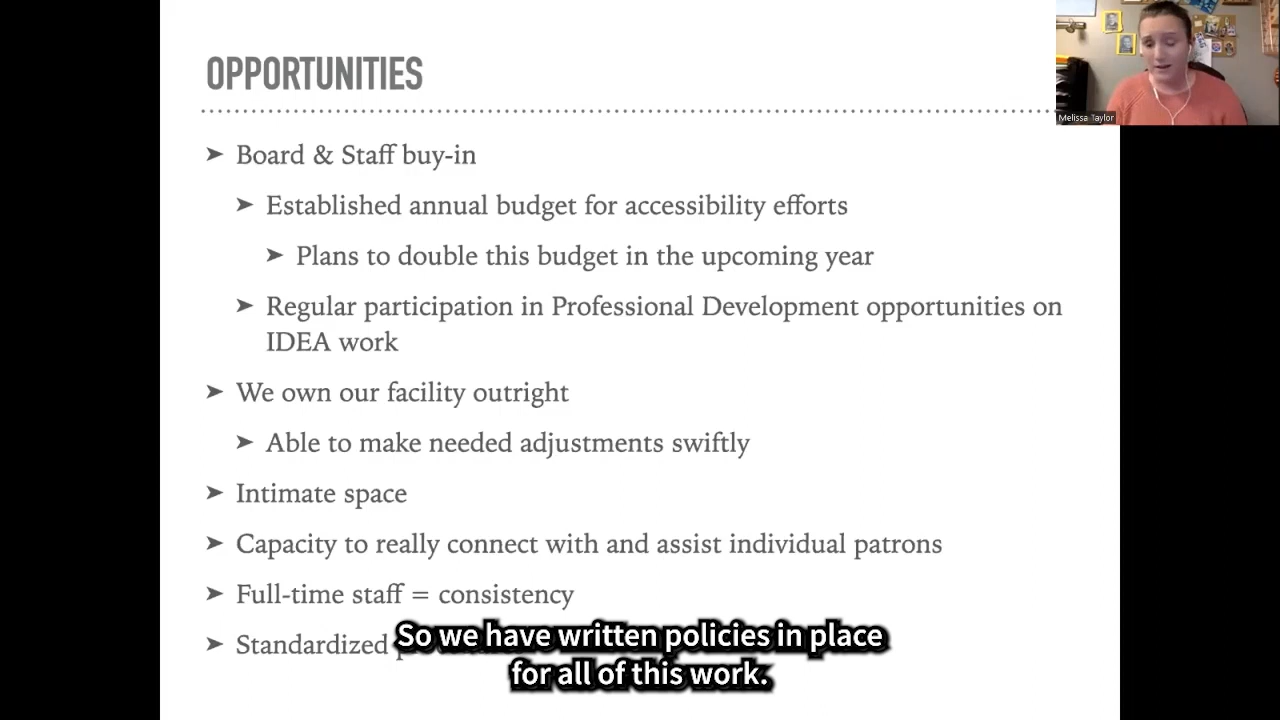 OPPORTUNITIES
Melissa Taylor
➤ Board & Staff buy-in
➤ Established annual budget for accessibility efforts
➤ Plans to double this budget in the upcoming year
➤ Regular participation in Professional Development opportunities on
IDEA work
➤ We own our facility outright
➤ Able to make needed adjustments swiftly
➤ Intimate space
➤ Capacity to really connect with and assist individual patrons
➤ Full-time staff = consistency
➤ Standardized
So we have written policies in place
for all of this work.